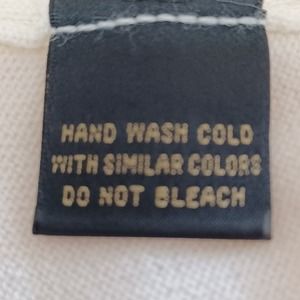 HAND WASH COLD
WITH SIMILAR COLORS
DO NOT BLEACH